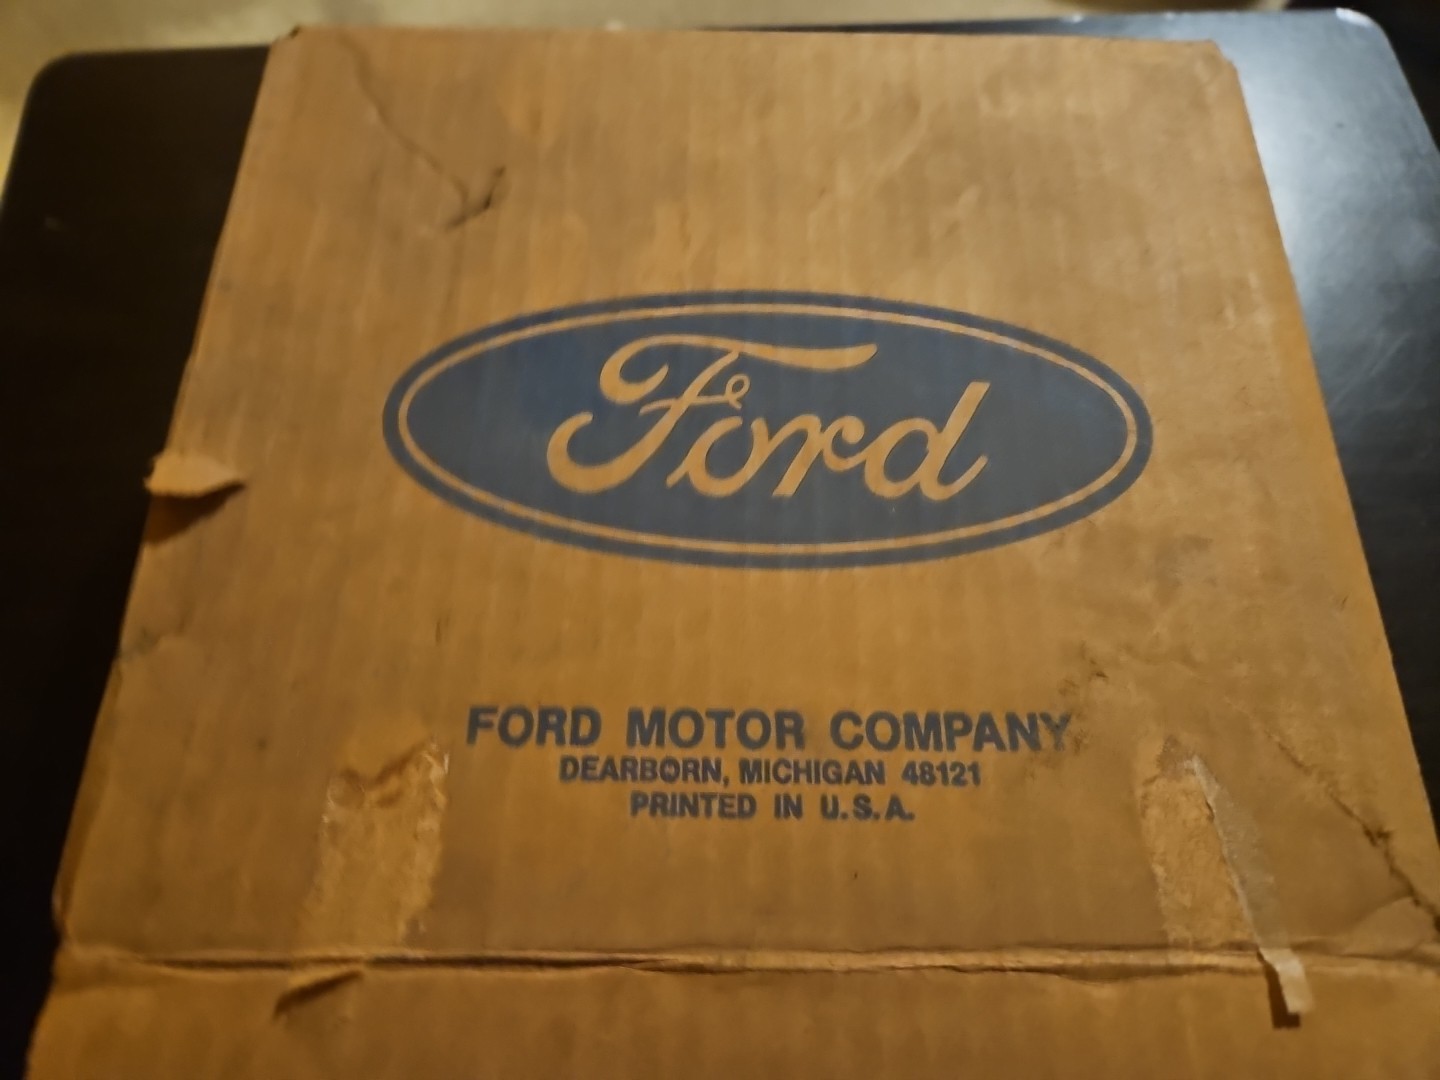 Ford
FORD MOTOR COMPANY
DEARBORN, MICHIGAN 48121
PRINTED IN U.S.A.